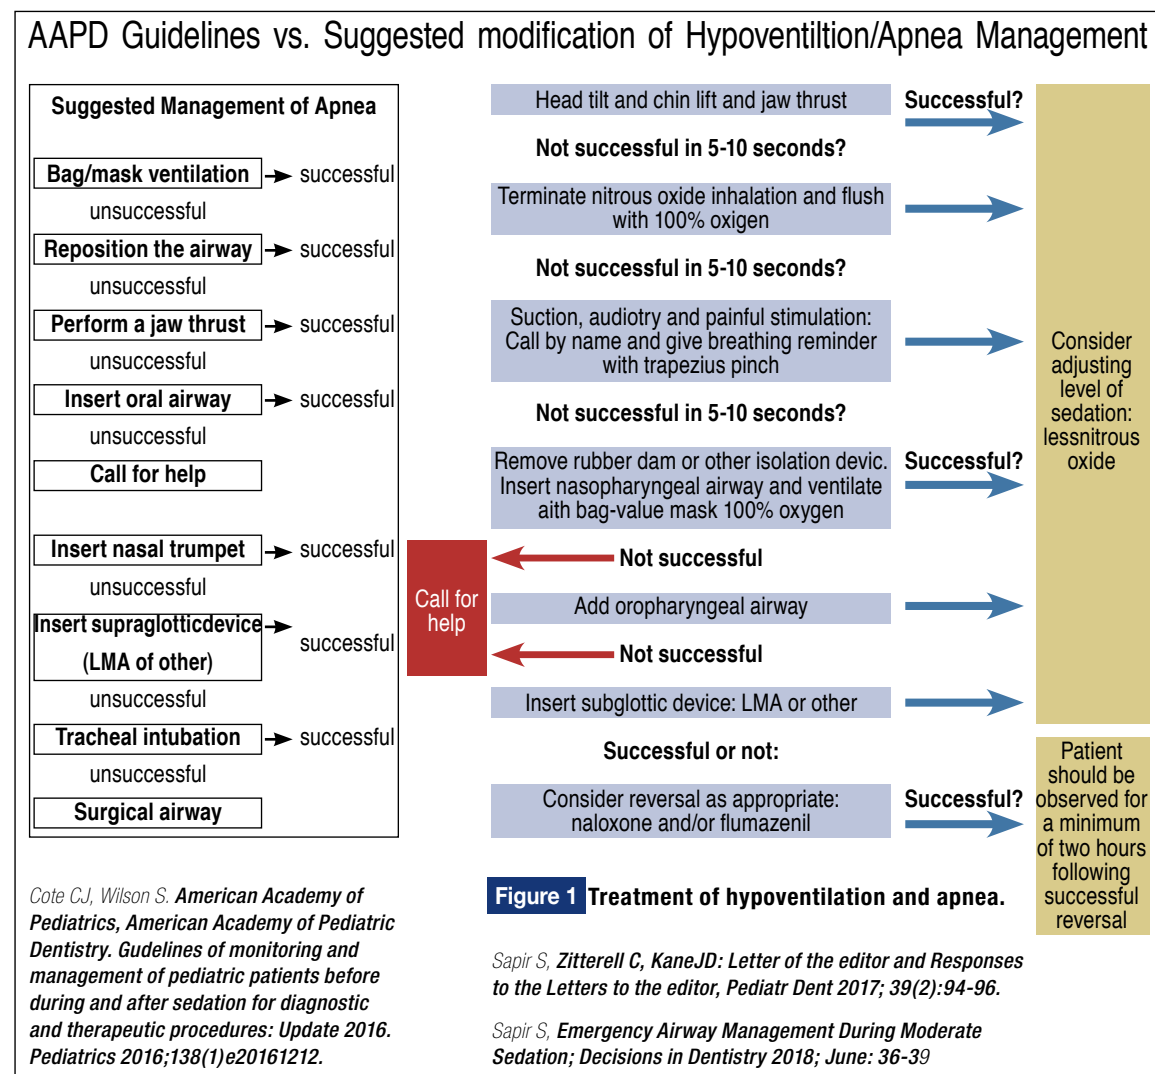 AAPD Guidelines vs. Suggested modification of Hypoventiltion/Apnea Management
Suggested Management of Apnea
Bag/mask ventilation
successful
unsuccessful
Reposition the airway
successful
unsuccessful
Perform a jaw thrust
successful
unsuccessful
Insert oral airway
successful
unsuccessful
Call for help
Insert nasal trumpet
successful
unsuccessful
Insert supraglotticdevice
(LMA of other)
successful
unsuccessful
Tracheal intubation
successful
unsuccessful
Surgical airway
Cote CJ, Wilson S. American Academy of
Pediatrics, American Academy of Pediatric
Dentistry. Gudelines of monitoring and
management of pediatric patients before
during and after sedation for diagnostic
and therapeutic procedures: Update 2016.
Pediatrics 2016;138(1)e20161212.
Head tilt and chin lift and jaw thrust
Successful?
Not successful in 5-10 seconds?
Terminate nitrous oxide inhalation and flush
with 100% oxigen
Not successful in 5-10 seconds?
Suction, audiotry and painful stimulation:
Call by name and give breathing reminder
with trapezius pinch
Not successful in 5-10 seconds?
Remove rubber dam or other isolation devic.
Insert nasopharyngeal airway and ventilate
aith bag-value mask 100% oxygen
Successful?
Not successful
Call for
help
Add oropharyngeal airway
Not successful
Insert subglottic device: LMA or other
Successful or not:
Consider reversal as appropriate:
naloxone and/or flumazenil
Successful?
Consider
adjusting
level of
sedation:
lessnitrous
oxide
Patient
should be
observed for
a minimum
of two hours
following
successful
reversal
Figure 1 Treatment of hypoventilation and apnea.
Sapir S, Zitterell C, KaneJD: Letter of the editor and Responses
to the Letters to the editor, Pediatr Dent 2017; 39(2):94-96.
Sapir S, Emergency Airway Management During Moderate
Sedation; Decisions in Dentistry 2018; June: 36-39